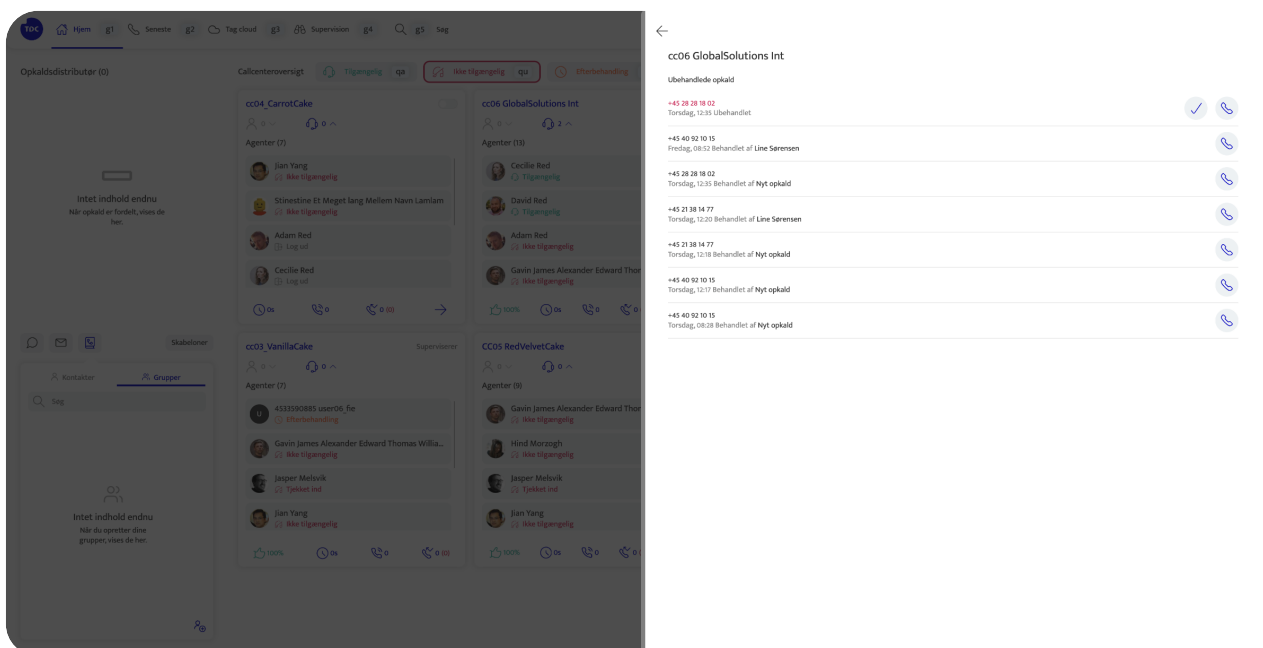 TDC
Hjem
g1
Seneste
g2
Tag cloud
g3
Supervision
g4
g5
Søg
Opkaldsdistributør (0)
Intet indhold endnu
Når opkald er fordelt, vises de
her.
Skabeloner
Kontakter
Grupper
Søg
Intet indhold endnu
Når du opretter dine
grupper, vises de her.
Callcenteroversigt
Tilgængelig
qa
Ikke tilgængelig
qu
Efterbehandling
cc04_CarrotCake
0
0
Agenter (7)
Jian Yang
Ikke tilgængelig
Stinestine Et Meget lang Mellem Navn Lamlam
Ikke tilgængelig
Adam Red
Log ud
Cecilie Red
Log ud
0s
0
0 (0)
cc06 GlobalSolutions Int
0
2
Agenter (13)
Cecilie Red
Tilgængelig
David Red
Tilgængelig
Adam Red
Ikke tilgængelig
Gavin James Alexander Edward Thor
Ikke tilgængelig
100%
0s
0
0
cc03_VanillaCake
Superviserer
0
0
Agenter (7)
U
4533590885 user06_fie
Efterbehandling
Gavin James Alexander Edward Thomas Willia...
Ikke tilgængelig
Jasper Melsvik
Tjekket ind
Jian Yang
Ikke tilgængelig
100%
0s
0
0 (0)
CC05 RedVelvetCake
0
0
Agenter (9)
Gavin James Alexander Edward Thor
Ikke tilgængelig
Hind Morzogh
Ikke tilgængelig
Jasper Melsvik
Tjekket ind
Jian Yang
Ikke tilgængelig
100%
0s
0
0 (
cc06 GlobalSolutions Int
Ubehandlede opkald
+45 28 28 18 02
Torsdag, 12:35 Ubehandlet
+45 40 92 10 15
Fredag, 08:52 Behandlet af Line Sørensen
+45 28 28 18 02
Torsdag, 12:35 Behandlet af Nyt opkald
+45 21 38 14 77
Torsdag, 12:20 Behandlet af Line Sørensen
+45 21 38 14 77
Torsdag, 12:18 Behandlet af Nyt opkald
+45 40 92 10 15
Torsdag, 12:17 Behandlet af Nyt opkald
+45 40 92 10 15
Torsdag, 08:28 Behandlet af Nyt opkald